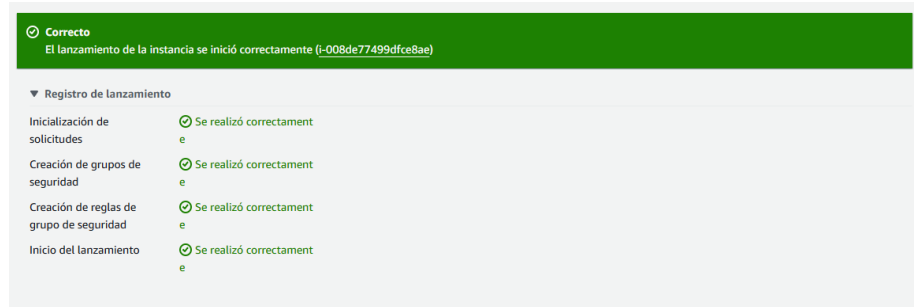 Correcto
El lanzamiento de la instancia se inició correctamente (i-008de77499dfce8ae)
Registro de lanzamiento
Inicialización de
solicitudes
Se realizó correctament
e
Creación de grupos de
seguridad
Se realizó correctament
e
Creación de reglas de
grupo de seguridad
Se realizó correctament
e
Inicio del lanzamiento
Se realizó correctament
e